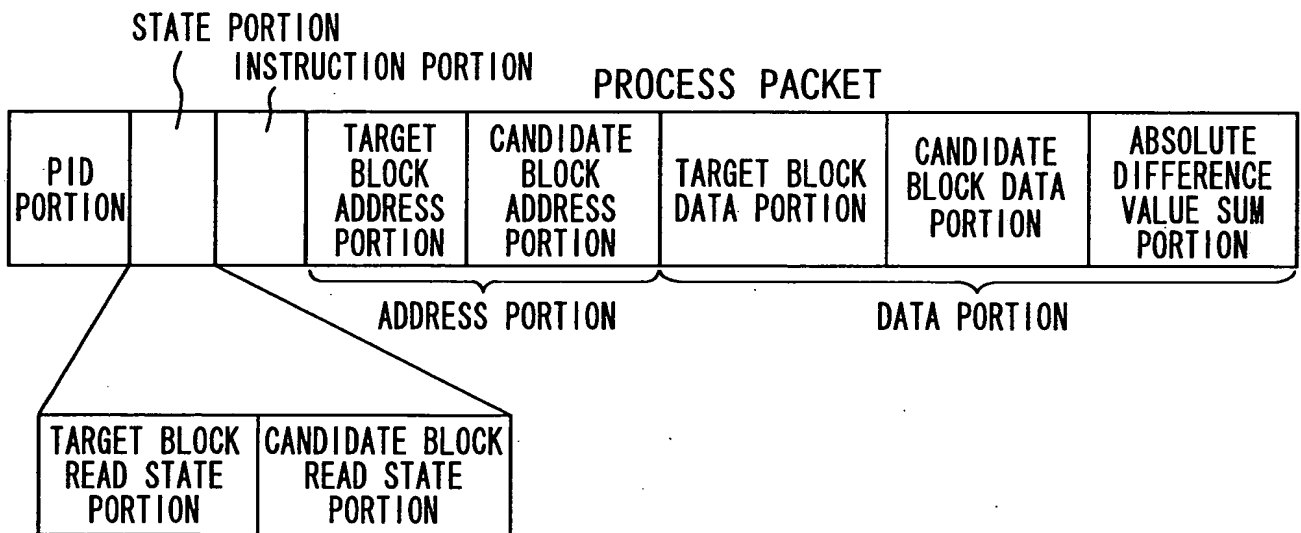 STATE PORTION
INSTRUCTION PORTION
PROCESS PACKET
PID
PORTION
TARGET
BLOCK
ADDRESS
PORTION
CANDIDATE
BLOCK
ADDRESS
PORTION
TARGET BLOCK
DATA PORTION
CANDIDATE
BLOCK DATA
PORTION
ABSOLUTE
DIFFERENCE
VALUE SUM
PORTION
ADDRESS PORTION
DATA PORTION
TARGET BLOCK
READ STATE
PORTION
CANDIDATE BLOCK
READ STATE
PORTION